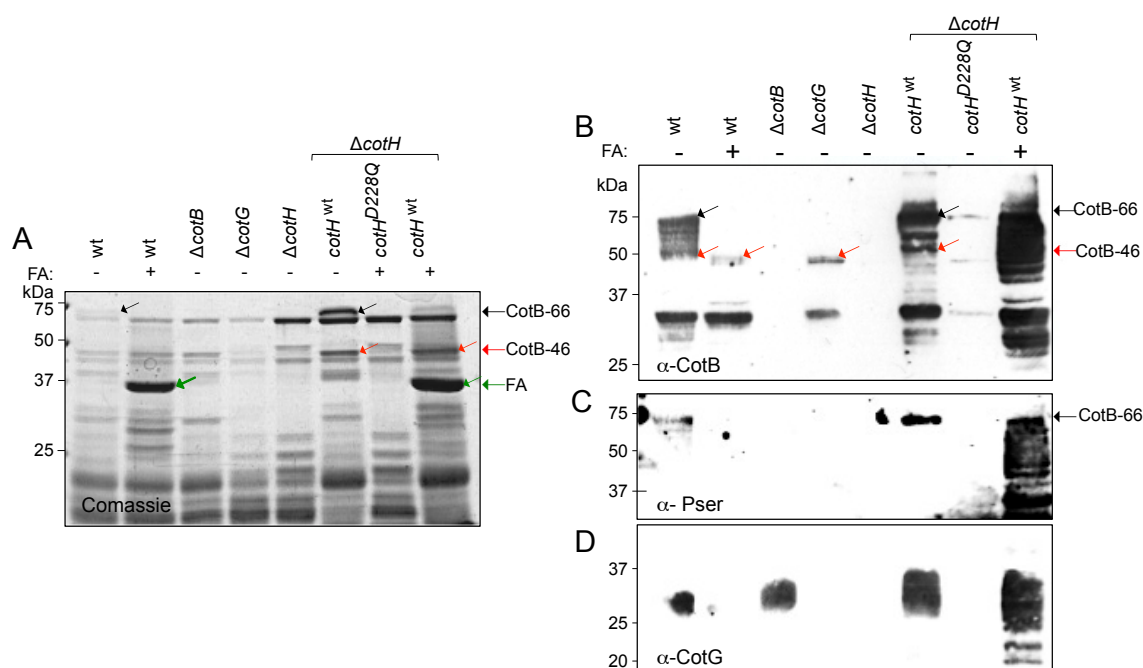 A
ΔcotH
wt
wt
ΔcotB
ΔcotG
ΔcotH
cotH wt
cotH D228Q
cotH wt
FA: - + - - - - + +
kDa
75
50
37
25
CotB-66
CotB-46
FA
Comassie
B
ΔcotH
wt
wt
ΔcotB
ΔcotG
ΔcotH
cotH wt
cotH D228Q
cotH wt
FA: - + - - - - - +
kDa
75
50
37
25
CotB-66
CotB-46
α-CotB
C
75
50
37
CotB-66
α- Pser
D
37
25
20
α-CotG